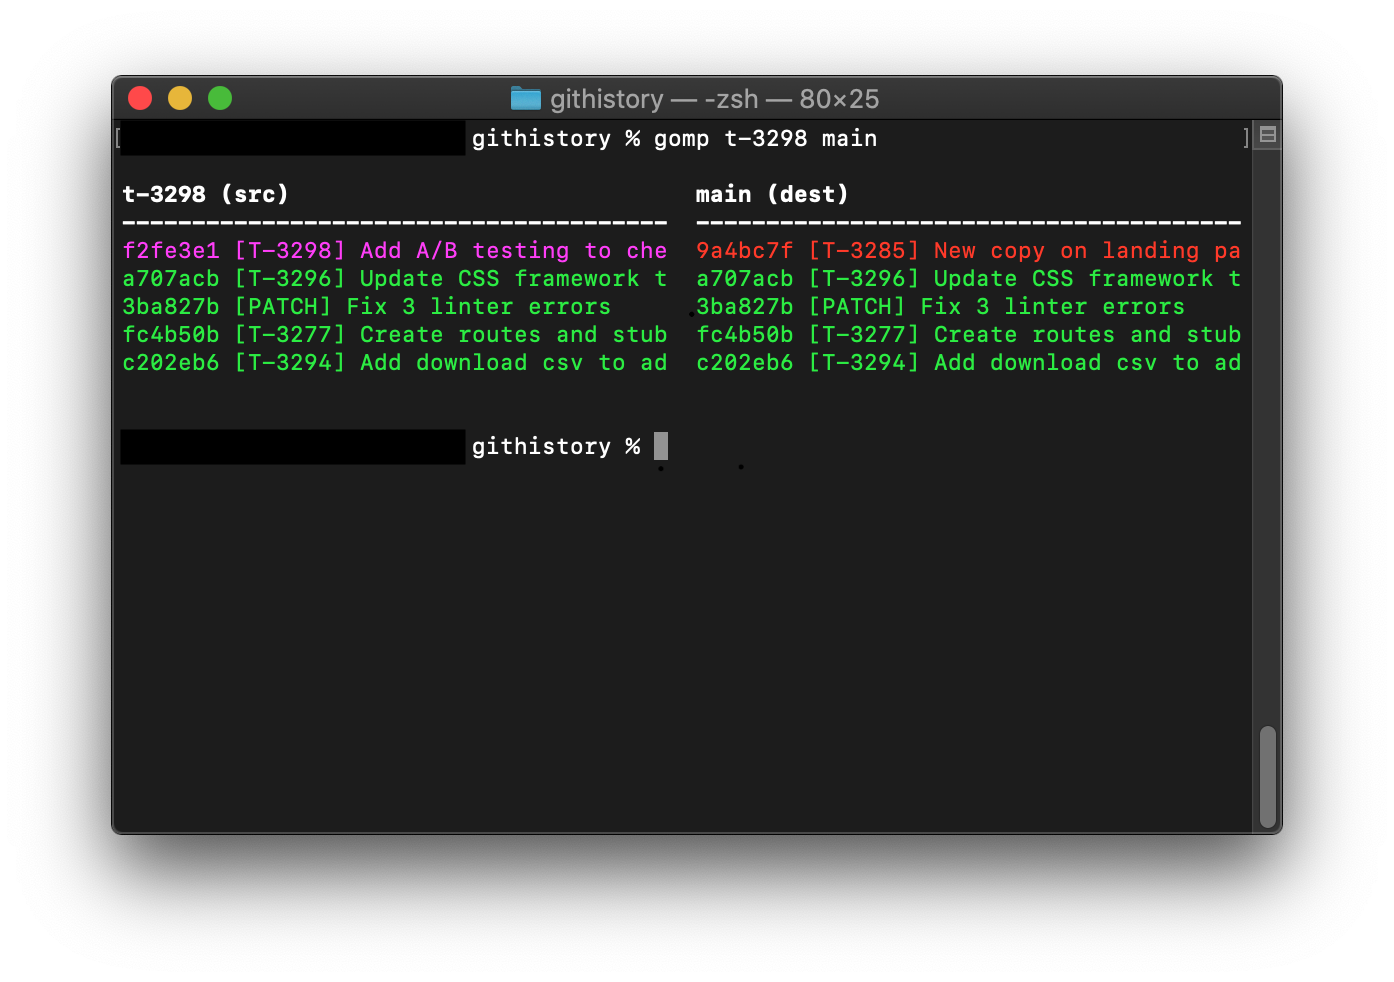 githistory — -zsh — 80×25
[githistory % gomp t-3298 main]
t-3298 (src) main (dest)
--------------------------------------- ---------------------------------------
f2fe3e1 [T-3298] Add A/B testing to che 9a4bc7f [T-3285] New copy on landing pa
a707acb [T-3296] Update CSS framework t a707acb [T-3296] Update CSS framework t
3ba827b [PATCH] Fix 3 linter errors 3ba827b [PATCH] Fix 3 linter errors
fc4b50b [T-3277] Create routes and stub fc4b50b [T-3277] Create routes and stub
c202eb6 [T-3294] Add download csv to ad c202eb6 [T-3294] Add download csv to ad
githistory %